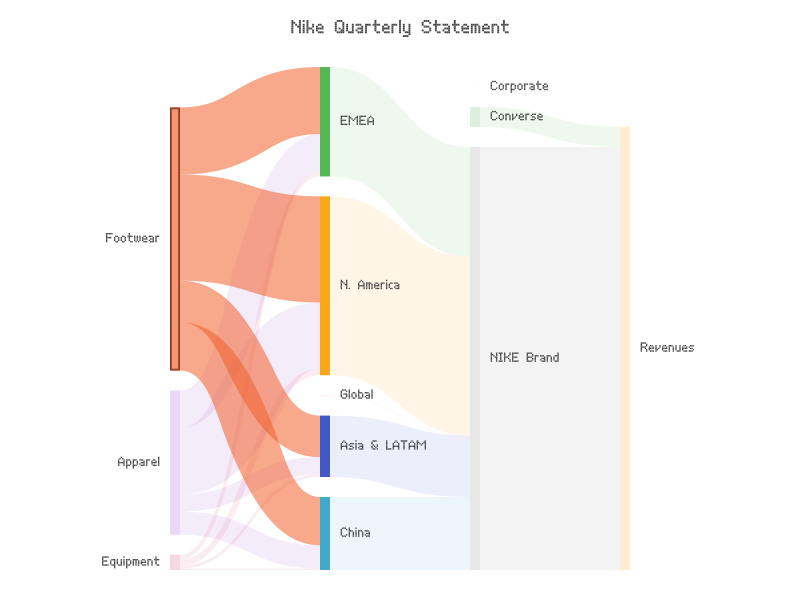 Nike Quarterly Statement
Corporate
Converse
EMEA
Footwear
N. America
Revenues
NIKE Brand
Global
Asia & LATAM
Apparel
China
Equipment